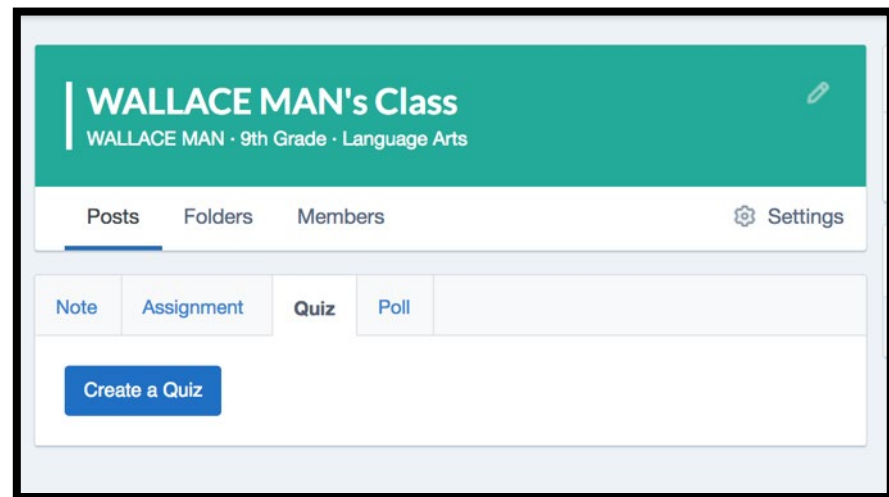 WALLACE MAN's Class
WALLACE MAN · 9th Grade · Language Arts
Posts Folders Members Settings
Note Assignment Quiz Poll
Create a Quiz